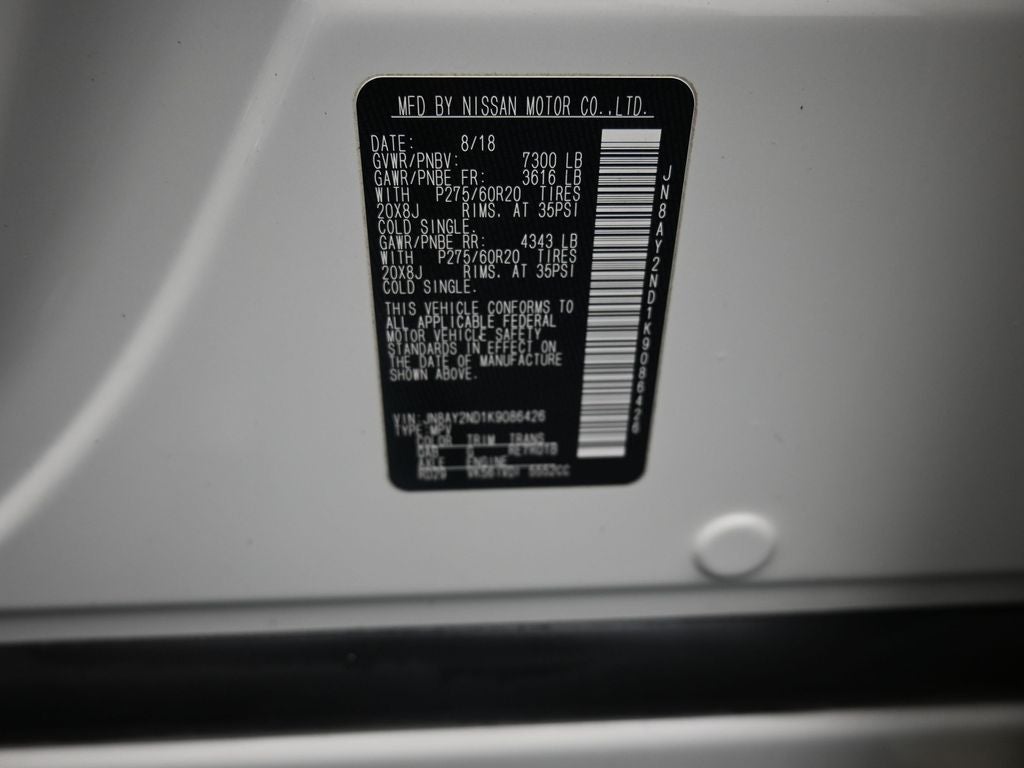 MFD BY NISSAN MOTOR CO.,LTD.
DATE: 8/18
GVWR/PNBV: 7300 LB
GAWR/PNBE FR: 3616 LB
WITH P275/60R20 TIRES
20X8J RIMS. AT 35PSI
COLD SINGLE.
GAWR/PNBE RR: 4343 LB
WITH P275/60R20 TIRES
20X8J RIMS. AT 35PSI
COLD SINGLE.
THIS VEHICLE CONFORMS TO
ALL APPLICABLE FEDERAL
MOTOR VEHICLE SAFETY
STANDARDS IN EFFECT ON
THE DATE OF MANUFACTURE
SHOWN ABOVE.
VIN: JN8AY2ND1K9086426
TYPE: MPV
COLOR TRIM TRANS
QAB G
AXLE ENGINE
5552CC
JN8AY2ND1K9086426